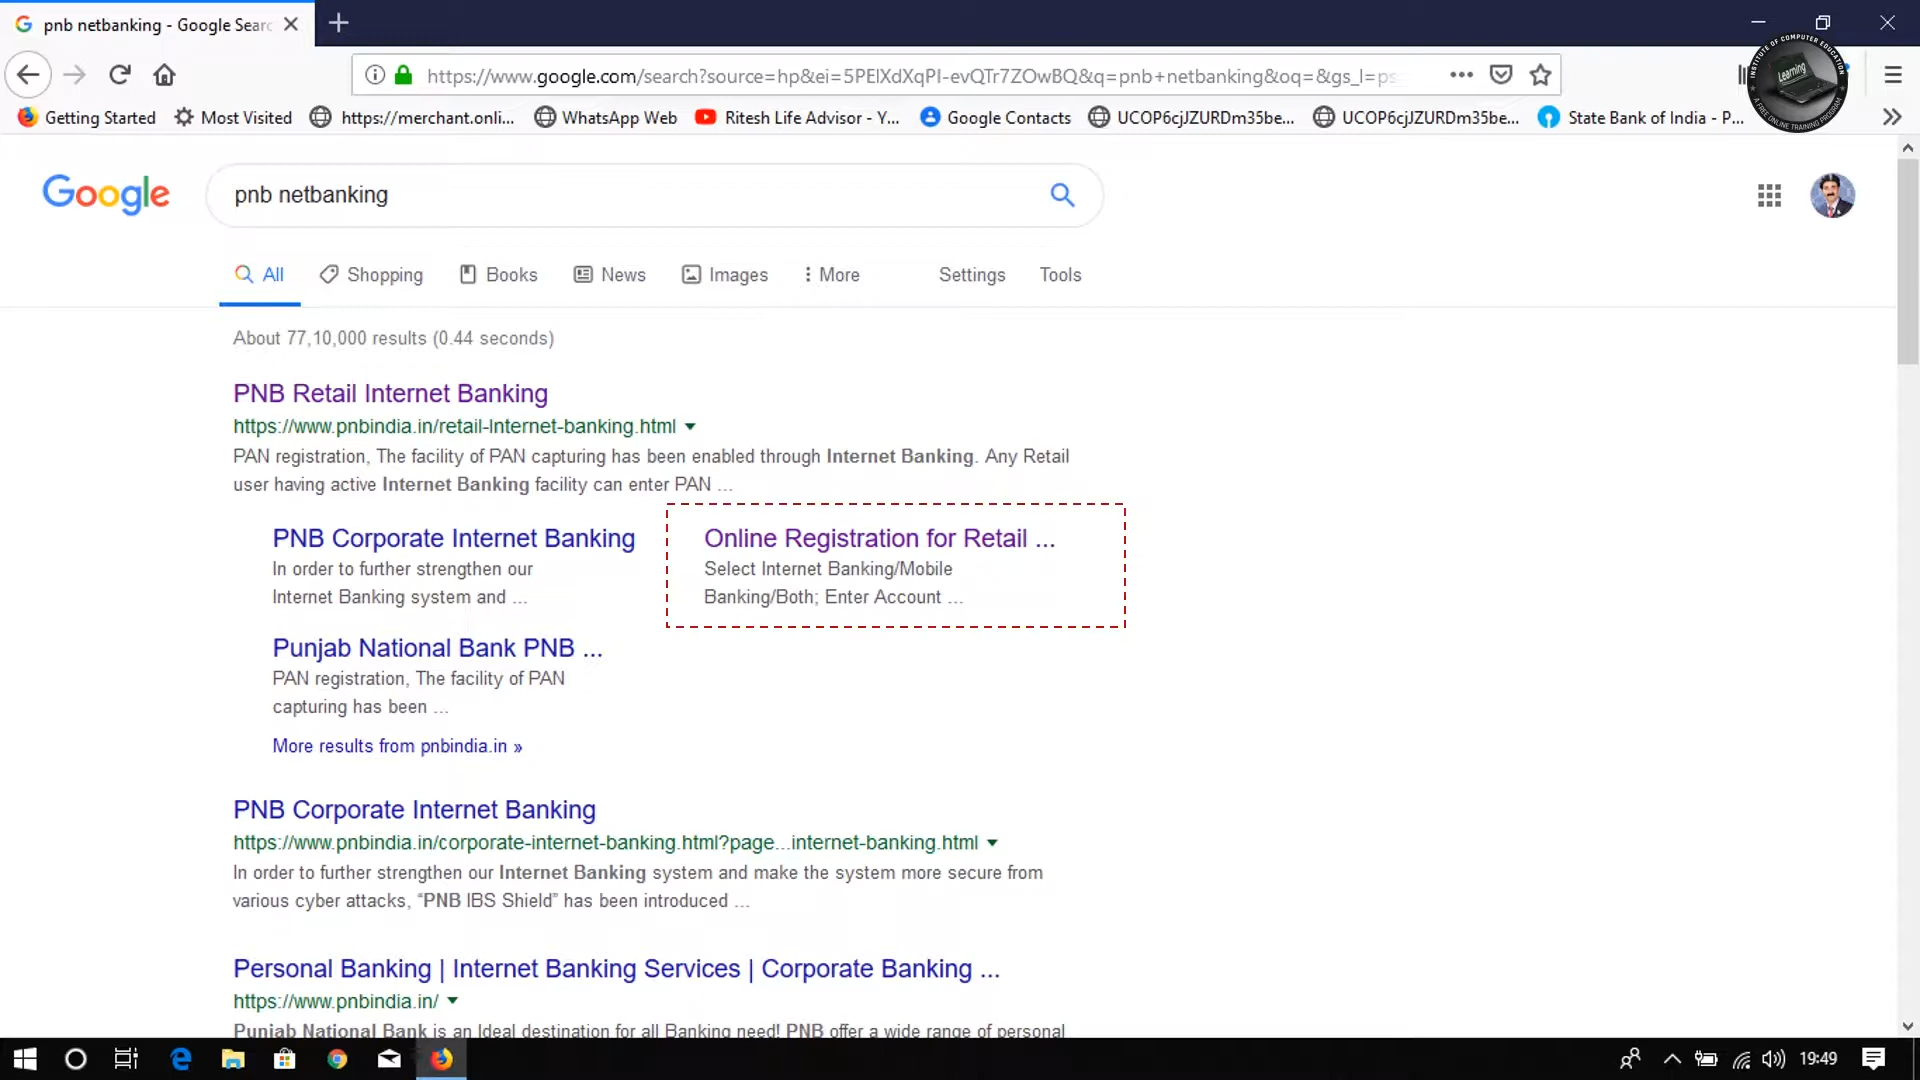 pnb netbanking - Google Searc
https://www.google.com/search?source=hp&ei=5PElXdXqPI-evQTr7ZOwBQ&q=pnb+netbanking&oq=&gs_l=ps
Getting Started Most Visited https://merchant.onli... WhatsApp Web Ritesh Life Advisor - Y... Google Contacts UCOP6cjJZURDm35be... UCOP6cjJZURDm35be... State Bank of India - P...
INSTITUTE OF COMPUTER EDUCATION
Learning
A FREE ONLINE TRAINING PROGRAM
Google pnb netbanking
All Shopping Books News Images More Settings Tools
About 77,10,000 results (0.44 seconds)
PNB Retail Internet Banking
https://www.pnbindia.in/retail-Internet-banking.html
PAN registration, The facility of PAN capturing has been enabled through Internet Banking. Any Retail
user having active Internet Banking facility can enter PAN ...
PNB Corporate Internet Banking
In order to further strengthen our
Internet Banking system and ...
Online Registration for Retail ...
Select Internet Banking/Mobile
Banking/Both; Enter Account ...
Punjab National Bank PNB ...
PAN registration, The facility of PAN
capturing has been ...
More results from pnbindia.in »
PNB Corporate Internet Banking
https://www.pnbindia.in/corporate-internet-banking.html?page...internet-banking.html
In order to further strengthen our Internet Banking system and make the system more secure from
various cyber attacks, “PNB IBS Shield” has been introduced ...
Personal Banking | Internet Banking Services | Corporate Banking ...
https://www.pnbindia.in/
Punjab National Bank is an Ideal destination for all Banking need! PNB offer a wide range of personal
19:49